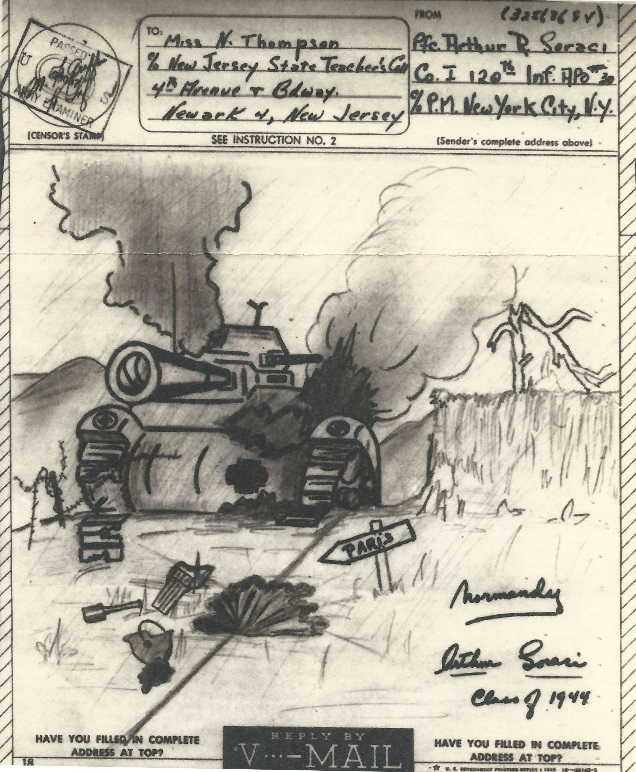 PASSED BY
U S
ARMY EXAMINER
(CENSOR'S STAMP)
TO:
Miss N. Thompson
% New Jersey State Teacher's Col
4th Avenue & Bdway.
Newark 4, New Jersey
SEE INSTRUCTION NO. 2
FROM
Pfc. Arthur R. Soraci
Co. I 120th Inf. APO #30
% P.M. New York City, N.Y.
(Sender's complete address above)
PARIS
Normandy
Arthur Soraci
Class of 1944
HAVE YOU FILLED IN COMPLETE
ADDRESS AT TOP?
REPLY BY
V···—MAIL
HAVE YOU FILLED IN COMPLETE
ADDRESS AT TOP?
18